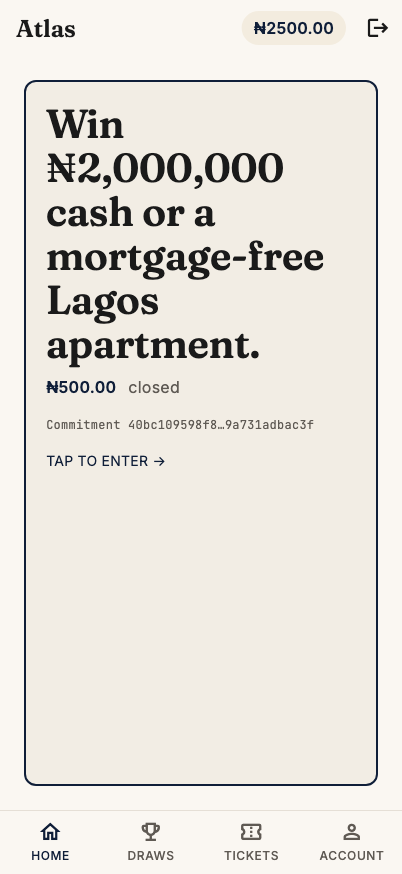 Atlas
₦2500.00
Win
₦2,000,000
cash or a
mortgage-free
Lagos
apartment.
₦500.00 closed
Commitment 40bc109598f8…9a731adbac3f
TAP TO ENTER →
HOME DRAWS TICKETS ACCOUNT